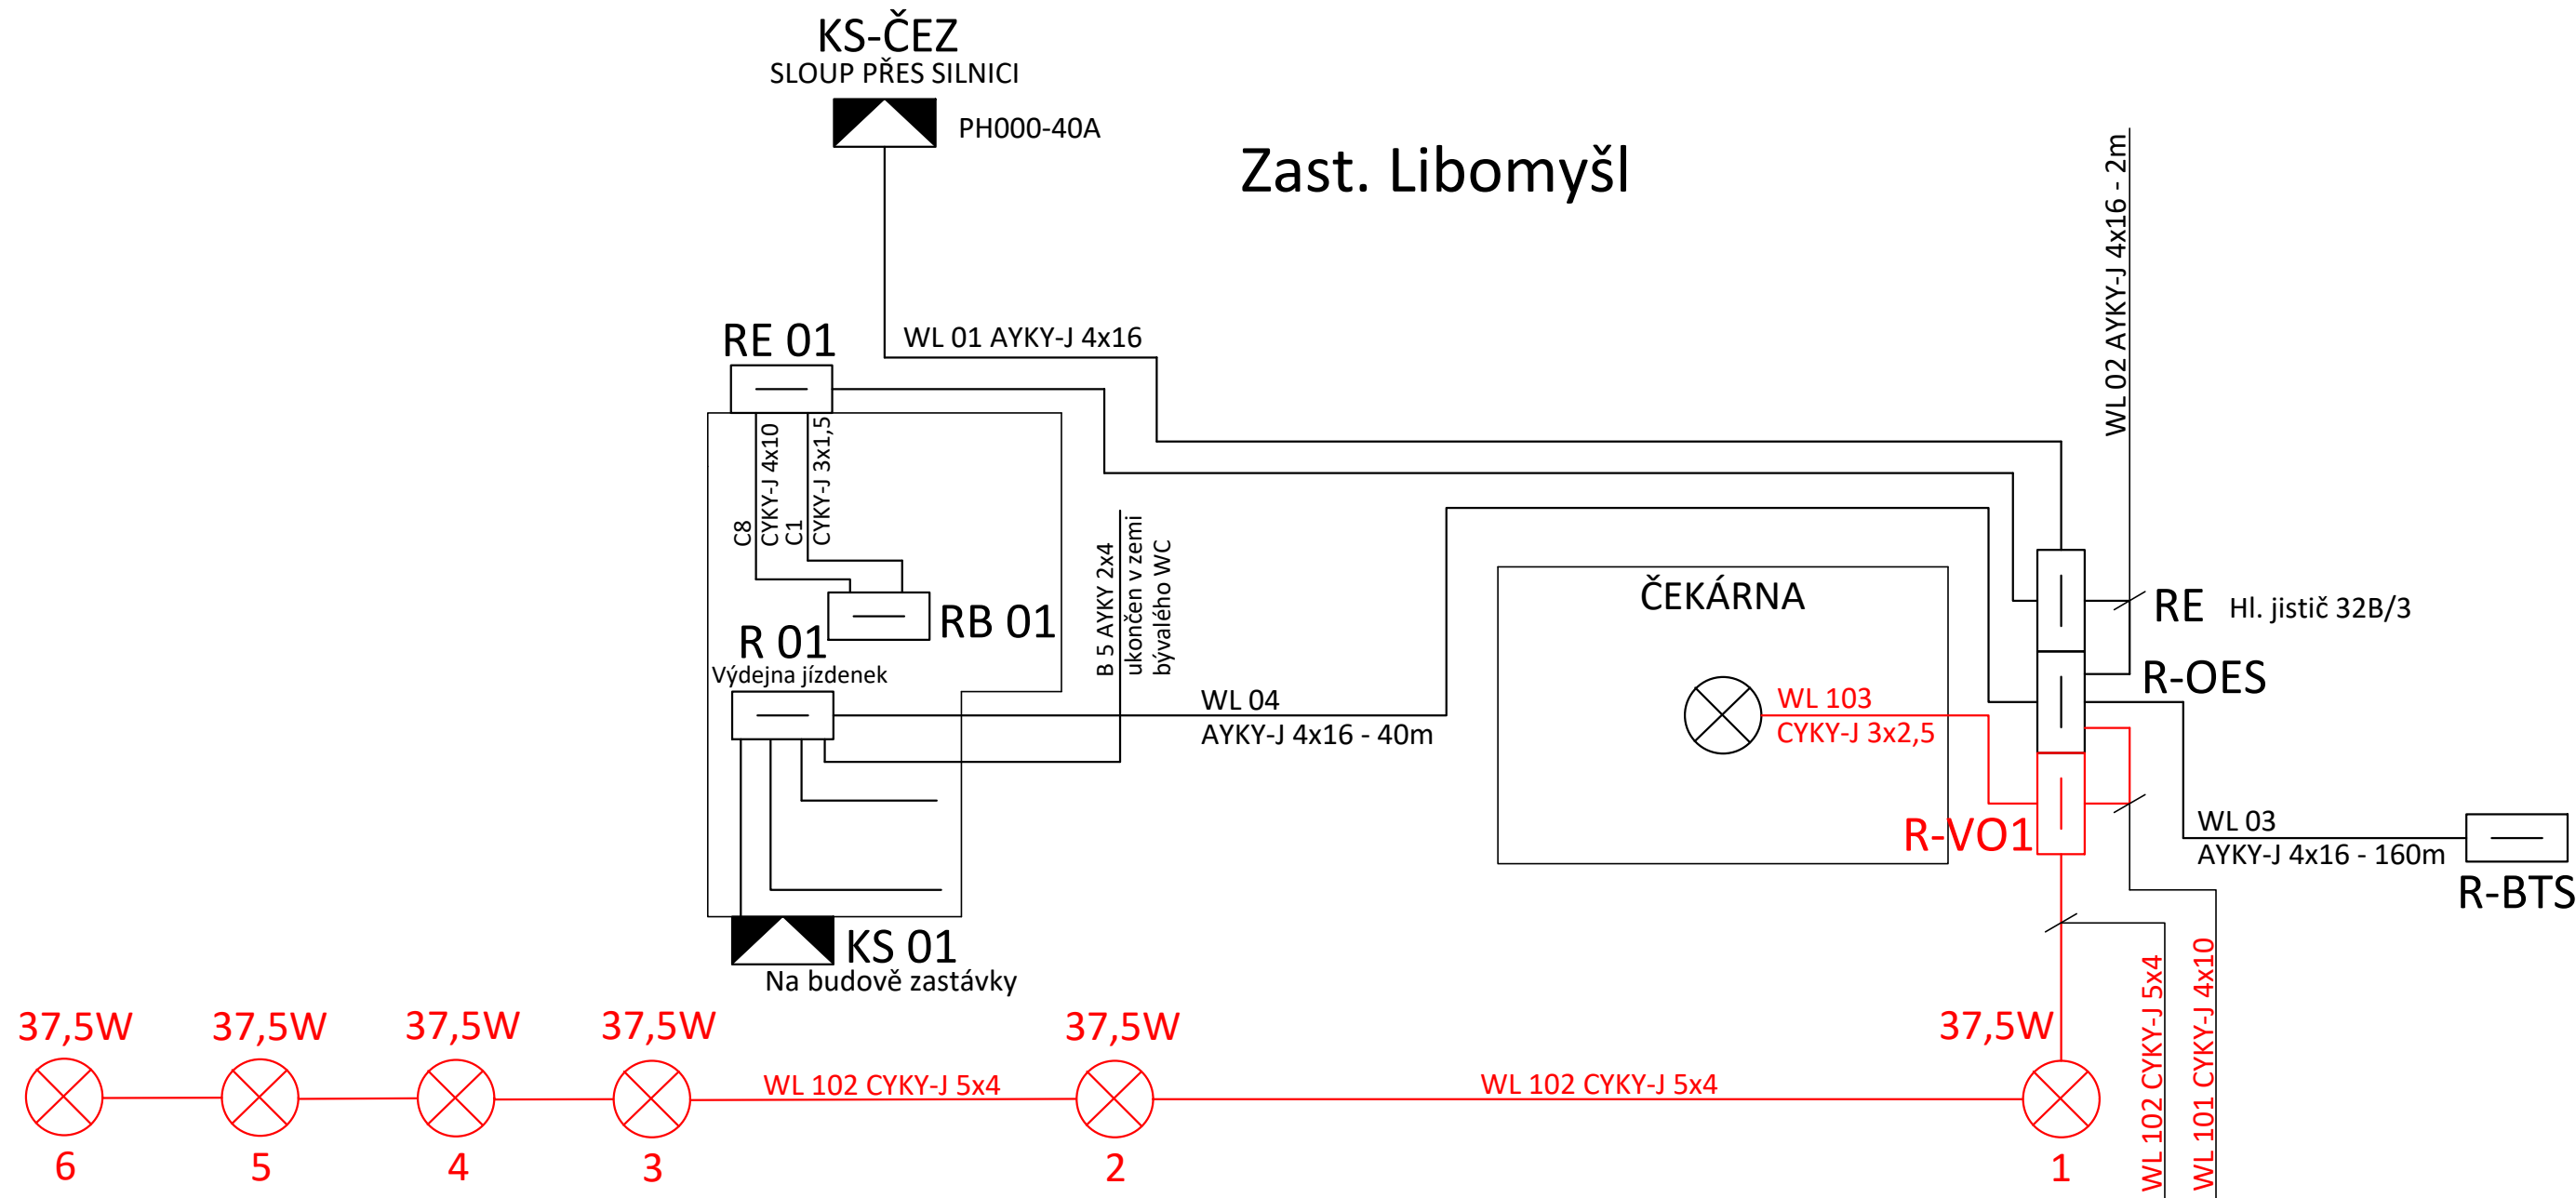 KS-ČEZ
SLOUP PŘES SILNICI
PH000-40A
Zast. Libomyšl
WL 02 AYKY-J 4x16 - 2m
WL 01 AYKY-J 4x16
RE 01
C8
CYKY-J 4x10
C1
CYKY-J 3x1,5
RB 01
R 01
Výdejna jízdenek
B 5 AYKY 2x4
ukončen v zemi
bývalého WC
WL 04
AYKY-J 4x16 - 40m
ČEKÁRNA
WL 103
CYKY-J 3x2,5
RE
Hl. jistič 32B/3
R-OES
R-VO1
WL 03
AYKY-J 4x16 - 160m
R-BTS
KS 01
Na budově zastávky
WL 102 CYKY-J 5x4
WL 101 CYKY-J 4x10
37,5W
37,5W
37,5W
37,5W
37,5W
37,5W
WL 102 CYKY-J 5x4
WL 102 CYKY-J 5x4
6
5
4
3
2
1